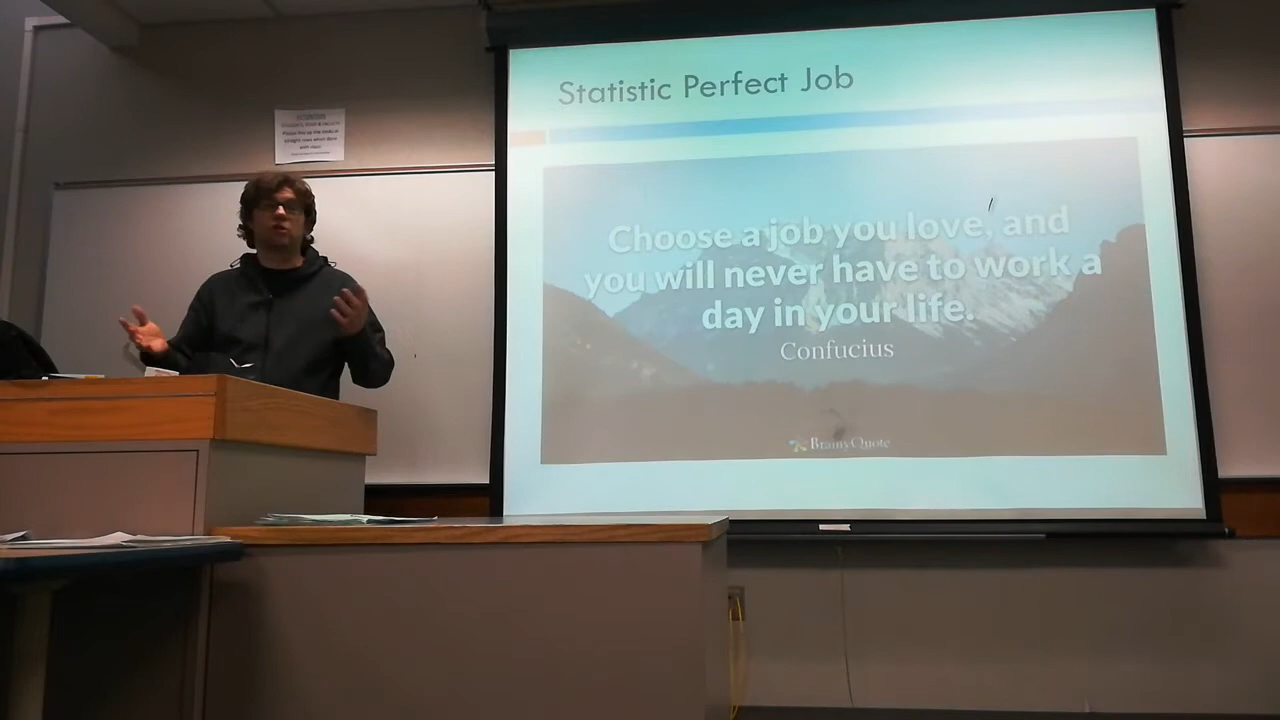 Statistic Perfect Job
Choose a job you love, and
you will never have to work a
day in your life.
Confucius
BrainyQuote